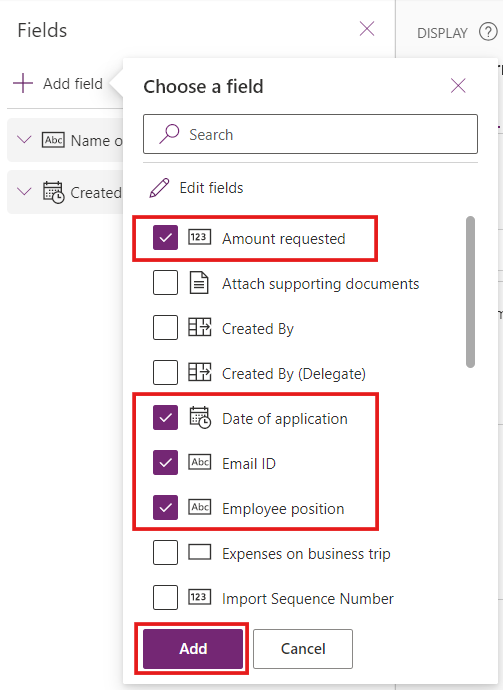 Fields
DISPLAY
Add field
Choose a field
Search
Abc Name o
Edit fields
Created
123 Amount requested
Attach supporting documents
Created By
Created By (Delegate)
Date of application
Abc Email ID
Abc Employee position
Expenses on business trip
123 Import Sequence Number
Add
Cancel